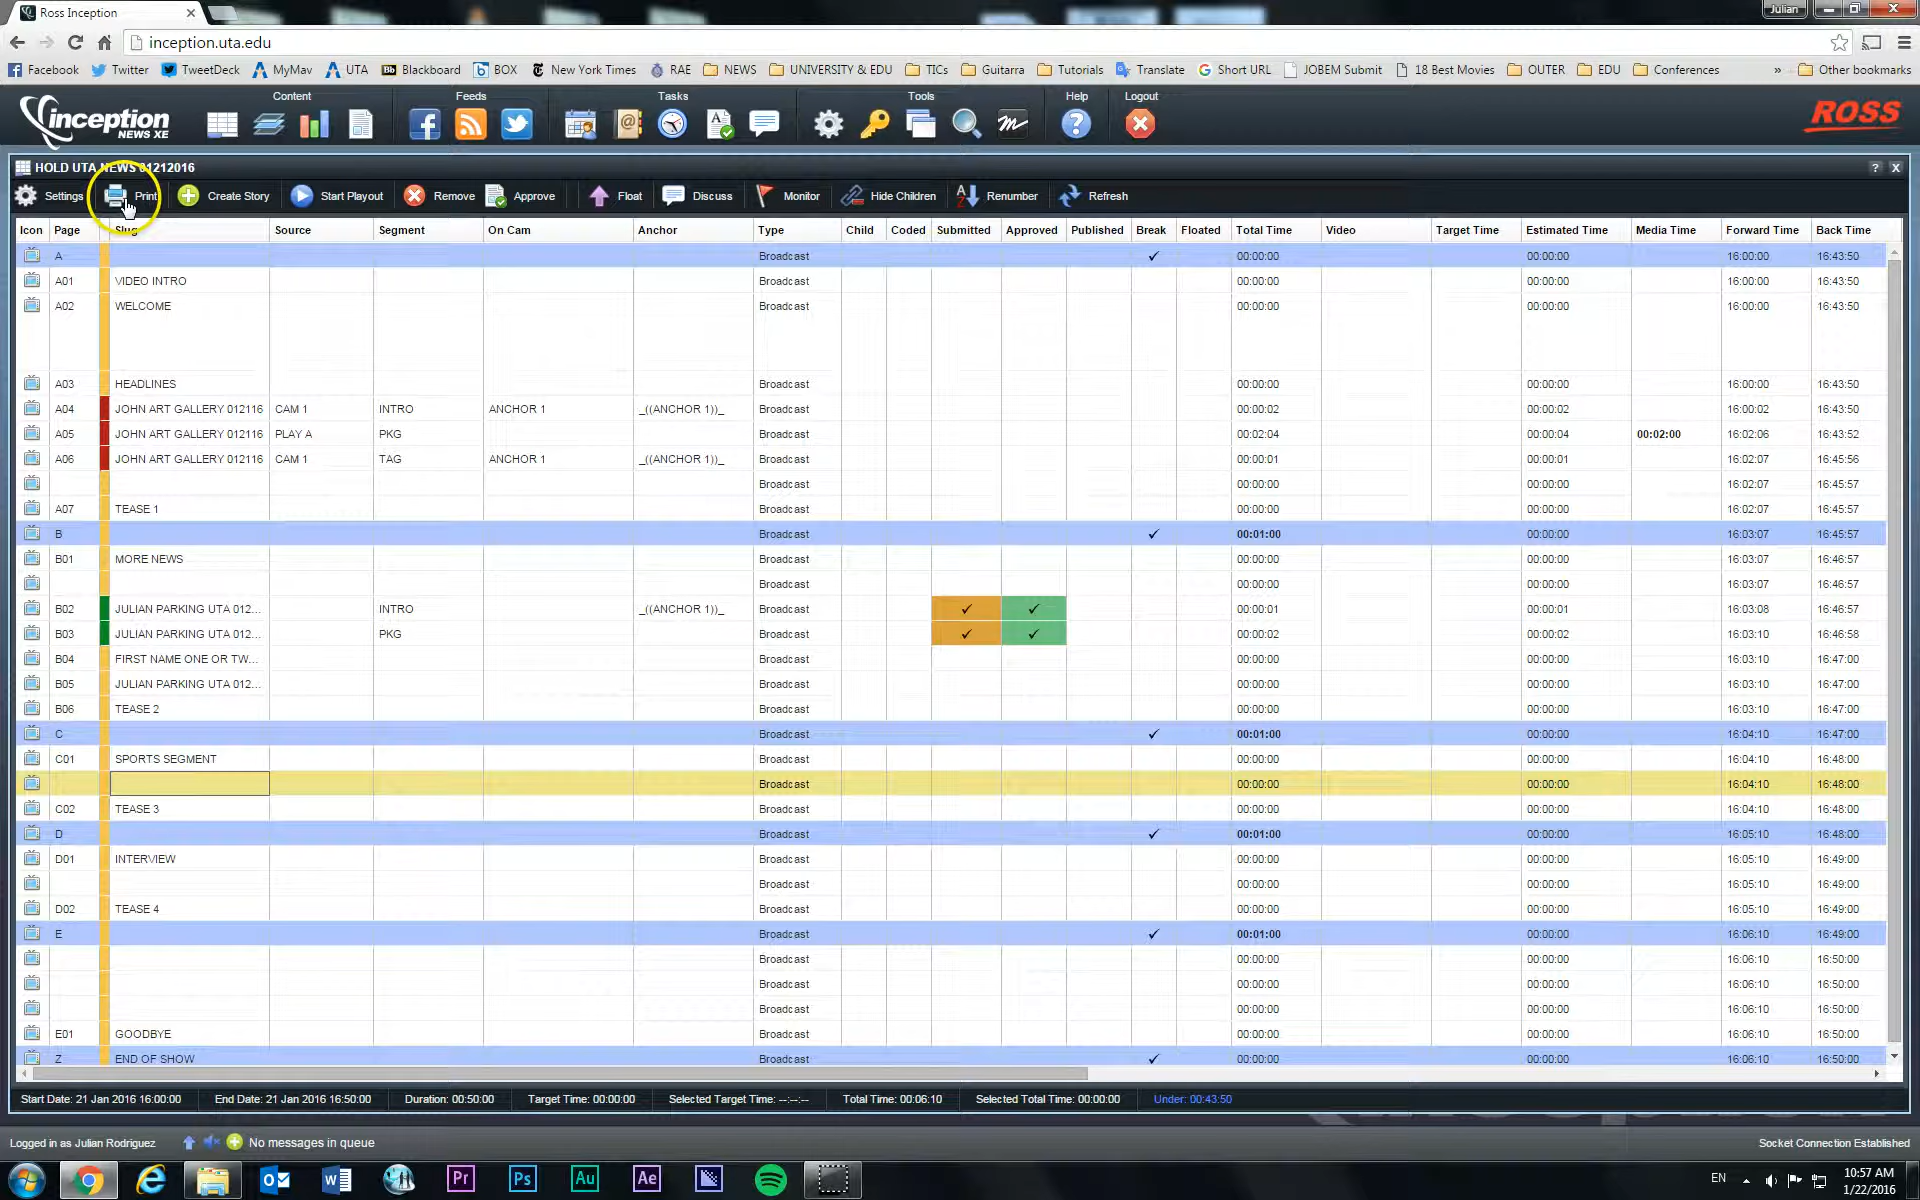 Ross Inception
Julian
inception.uta.edu
Facebook Twitter TweetDeck MyMav UTA Blackboard BOX New York Times RAE NEWS UNIVERSITY & EDU TICs Guitarra Tutorials Translate Short URL JOBEM Submit 18 Best Movies OUTER EDU Conferences » Other bookmarks
Content Feeds Tasks Tools Help Logout
inception
NEWS XE
ROSS
HOLD UTA NEWS 01212016
Settings Print Create Story Start Playout Remove Approve Float Discuss Monitor Hide Children Renumber Refresh
Icon Page Slug Source Segment On Cam Anchor Type Child Coded Submitted Approved Published Break Floated Total Time Video Target Time Estimated Time Media Time Forward Time Back Time
A Broadcast ✓ 00:00:00 00:00:00 16:00:00 16:43:50
A01 VIDEO INTRO Broadcast 00:00:00 00:00:00 16:00:00 16:43:50
A02 WELCOME Broadcast 00:00:00 00:00:00 16:00:00 16:43:50
A03 HEADLINES Broadcast 00:00:00 00:00:00 16:00:00 16:43:50
A04 JOHN ART GALLERY 012116 CAM 1 INTRO ANCHOR 1 _((ANCHOR 1))_ Broadcast 00:00:02 00:00:02 16:00:02 16:43:50
A05 JOHN ART GALLERY 012116 PLAY A PKG Broadcast 00:02:04 00:00:04 00:02:00 16:02:06 16:43:52
A06 JOHN ART GALLERY 012116 CAM 1 TAG ANCHOR 1 _((ANCHOR 1))_ Broadcast 00:00:01 00:00:01 16:02:07 16:45:56
Broadcast 00:00:00 00:00:00 16:02:07 16:45:57
A07 TEASE 1 Broadcast 00:00:00 00:00:00 16:02:07 16:45:57
B Broadcast ✓ 00:01:00 00:00:00 16:03:07 16:45:57
B01 MORE NEWS Broadcast 00:00:00 00:00:00 16:03:07 16:46:57
Broadcast 00:00:00 00:00:00 16:03:07 16:46:57
B02 JULIAN PARKING UTA 012... INTRO _((ANCHOR 1))_ Broadcast ✓ ✓ 00:00:01 00:00:01 16:03:08 16:46:57
B03 JULIAN PARKING UTA 012... PKG Broadcast ✓ ✓ 00:00:02 00:00:02 16:03:10 16:46:58
B04 FIRST NAME ONE OR TW... Broadcast 00:00:00 00:00:00 16:03:10 16:47:00
B05 JULIAN PARKING UTA 012... Broadcast 00:00:00 00:00:00 16:03:10 16:47:00
B06 TEASE 2 Broadcast 00:00:00 00:00:00 16:03:10 16:47:00
C Broadcast ✓ 00:01:00 00:00:00 16:04:10 16:47:00
C01 SPORTS SEGMENT Broadcast 00:00:00 00:00:00 16:04:10 16:48:00
Broadcast 00:00:00 00:00:00 16:04:10 16:48:00
C02 TEASE 3 Broadcast 00:00:00 00:00:00 16:04:10 16:48:00
D Broadcast ✓ 00:01:00 00:00:00 16:05:10 16:48:00
D01 INTERVIEW Broadcast 00:00:00 00:00:00 16:05:10 16:49:00
Broadcast 00:00:00 00:00:00 16:05:10 16:49:00
D02 TEASE 4 Broadcast 00:00:00 00:00:00 16:05:10 16:49:00
E Broadcast ✓ 00:01:00 00:00:00 16:06:10 16:49:00
Broadcast 00:00:00 00:00:00 16:06:10 16:50:00
Broadcast 00:00:00 00:00:00 16:06:10 16:50:00
Broadcast 00:00:00 00:00:00 16:06:10 16:50:00
E01 GOODBYE Broadcast 00:00:00 00:00:00 16:06:10 16:50:00
Z END OF SHOW Broadcast ✓ 00:00:00 00:00:00 16:06:10 16:50:00
Start Date: 21 Jan 2016 16:00:00 End Date: 21 Jan 2016 16:50:00 Duration: 00:50:00 Target Time: 00:00:00 Selected Target Time: --:--:-- Total Time: 00:06:10 Selected Total Time: 00:00:00 Under: 00:43:50
Logged in as Julian Rodriguez No messages in queue Socket Connection Established
Pr Ps Au Ae
EN
10:57 AM
1/22/2016